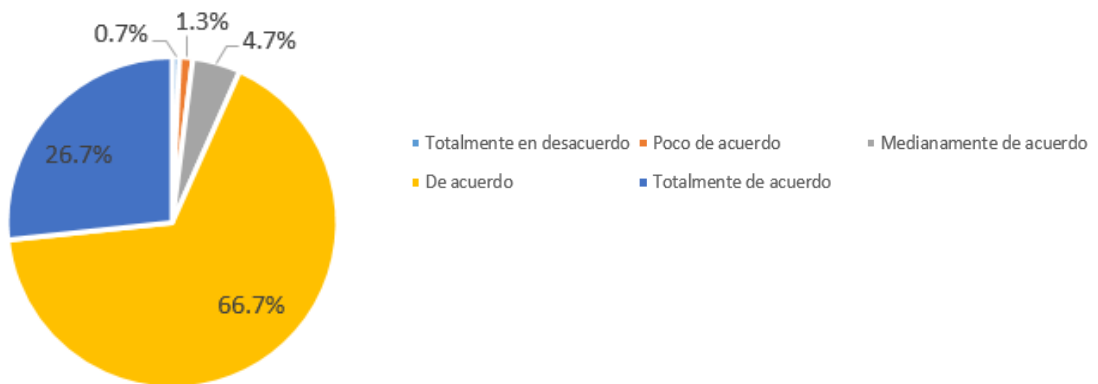 1.3%
0.7%
4.7%
26.7%
66.7%
Totalmente en desacuerdo Poco de acuerdo Medianamente de acuerdo
De acuerdo Totalmente de acuerdo